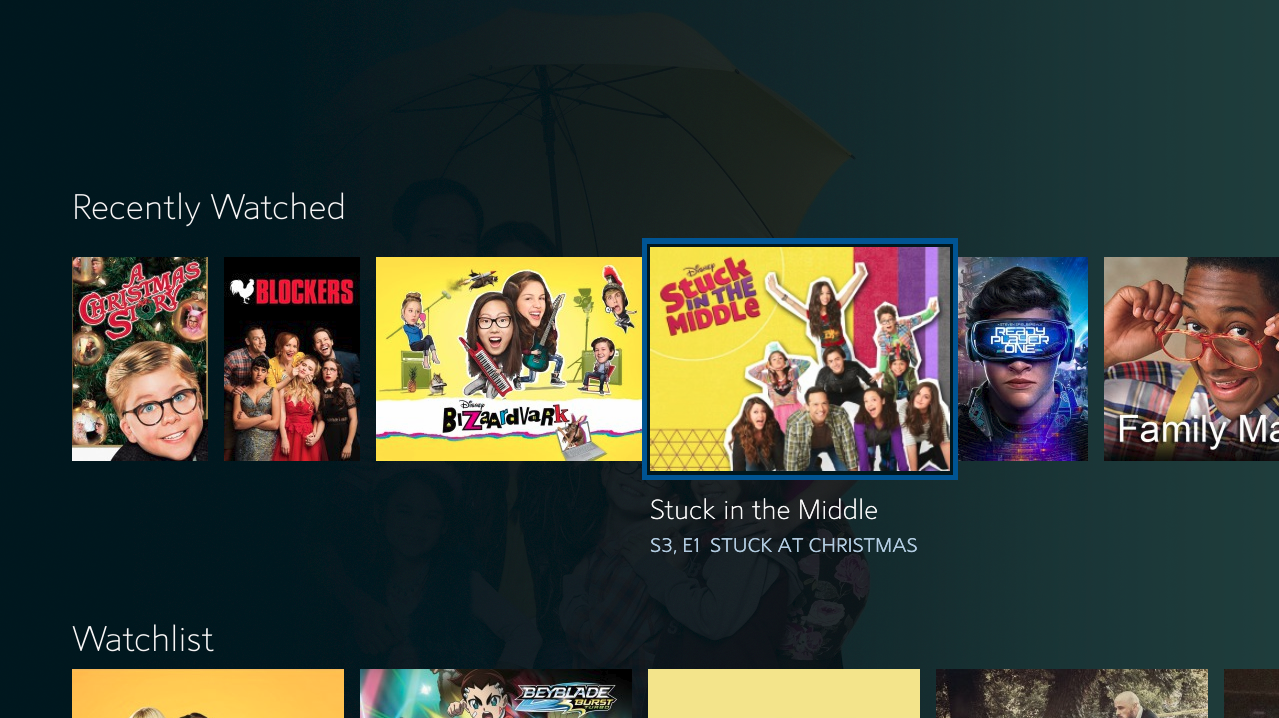 Recently Watched
A
CHRISTMAS
STORY
BLOCKERS
Disney
BIZAARDVARK
Disney
Stuck
IN THE
MIDDLE
READY
PLAYER
ONE
Family Ma
Stuck in the Middle
S3, E1 STUCK AT CHRISTMAS
Watchlist
BEYBLADE
BURST
TURBO